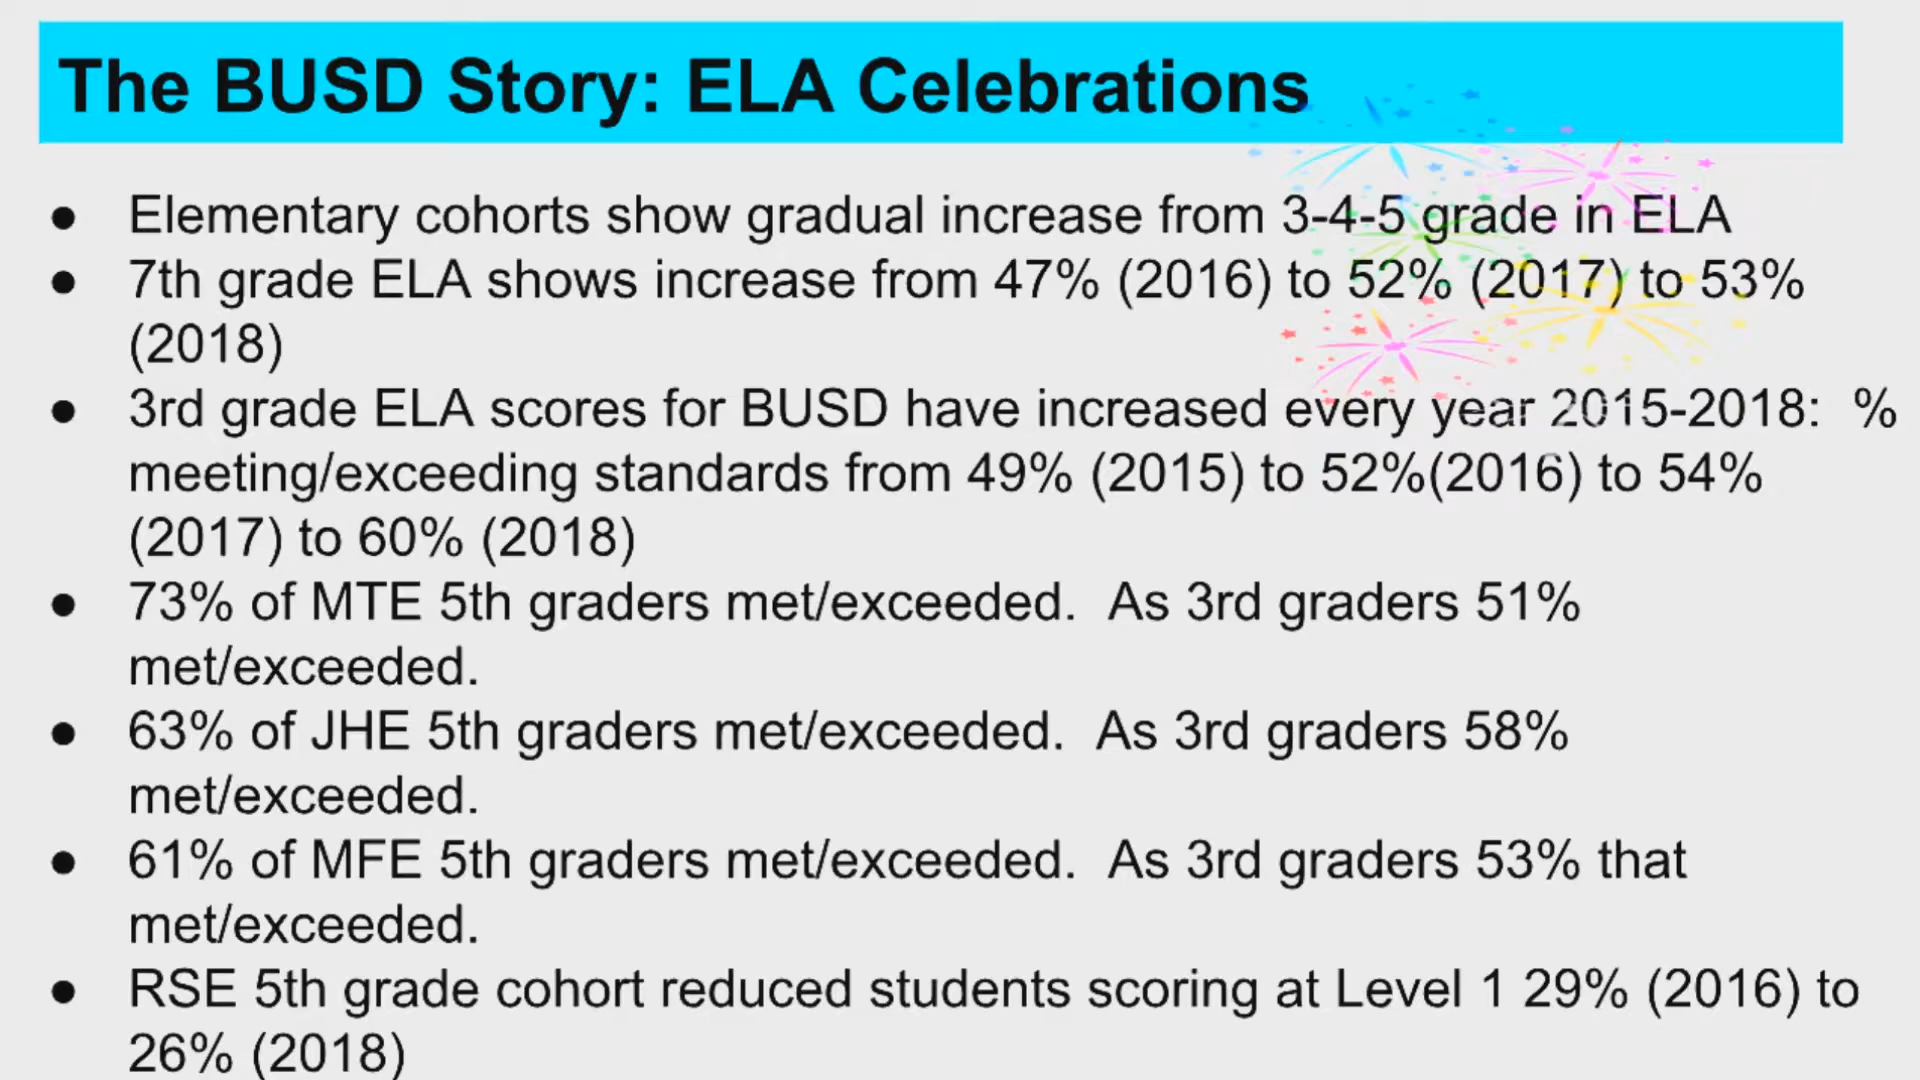 The BUSD Story: ELA Celebrations
● Elementary cohorts show gradual increase from 3-4-5 grade in ELA
● 7th grade ELA shows increase from 47% (2016) to 52% (2017) to 53%
(2018)
● 3rd grade ELA scores for BUSD have increased every year 2015-2018:  %
meeting/exceeding standards from 49% (2015) to 52%(2016) to 54%
(2017) to 60% (2018)
● 73% of MTE 5th graders met/exceeded.  As 3rd graders 51%
met/exceeded.
● 63% of JHE 5th graders met/exceeded.  As 3rd graders 58%
met/exceeded.
● 61% of MFE 5th graders met/exceeded.  As 3rd graders 53% that
met/exceeded.
● RSE 5th grade cohort reduced students scoring at Level 1 29% (2016) to
26% (2018)